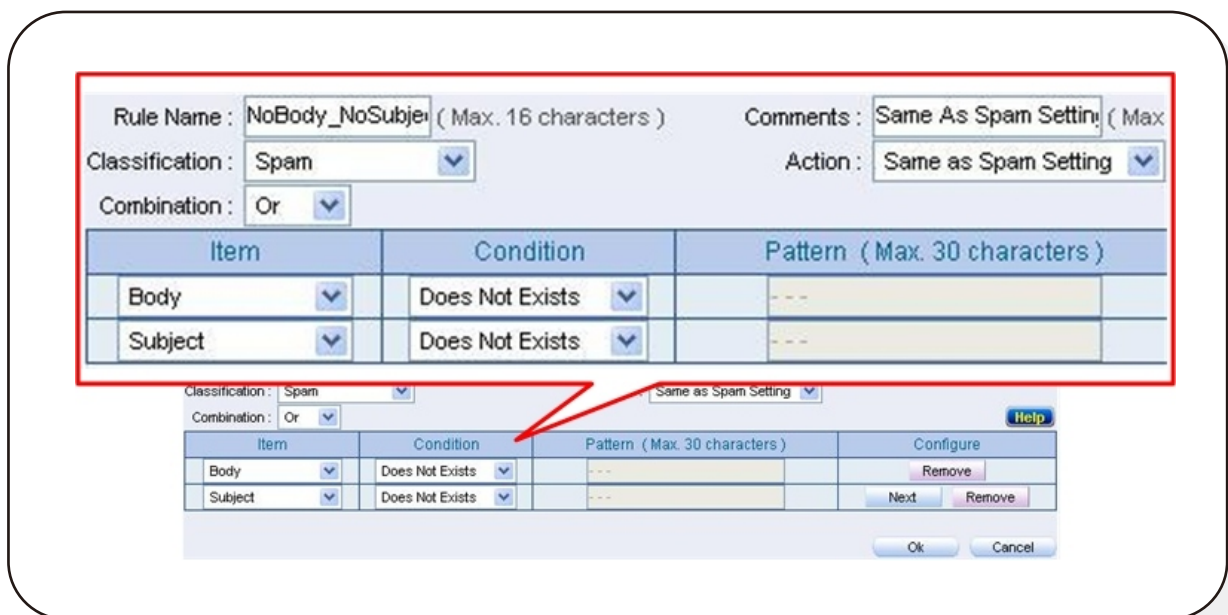 Rule Name : NoBody_NoSubje ( Max. 16 characters ) Comments : Same As Spam Settin ( Max
Classification : Spam Action : Same as Spam Setting
Combination : Or
Item Condition Pattern ( Max. 30 characters )
Body Does Not Exists - - -
Subject Does Not Exists - - -
Classification : Spam Same as Spam Setting
Combination : Or Help
Item Condition Pattern ( Max. 30 characters ) Configure
Body Does Not Exists - - - Remove
Subject Does Not Exists - - - Next Remove
Ok Cancel